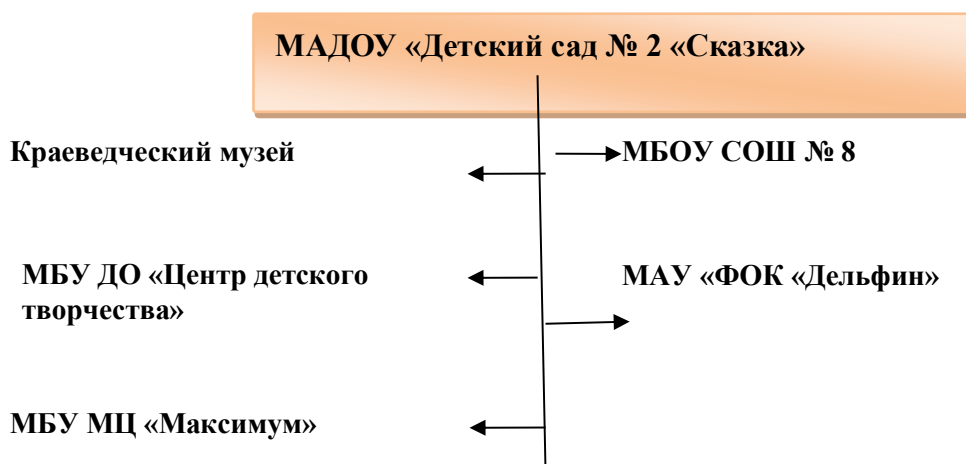 МАДОУ «Детский сад № 2 «Сказка»
Краеведческий музей
МБОУ СОШ № 8
МБУ ДО «Центр детского
творчества»
МАУ «ФОК «Дельфин»
МБУ МЦ «Максимум»